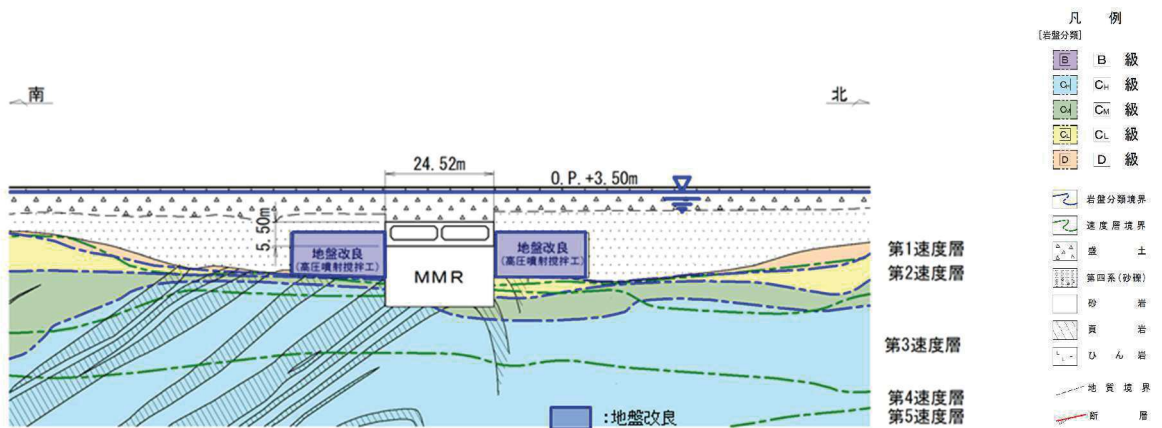 南
北
24.52m
O.P.+3.50m
5.50m
地盤改良
(高圧噴射撹拌工)
MMR
地盤改良
(高圧噴射撹拌工)
第1速度層
第2速度層
第3速度層
第4速度層
第5速度層
:地盤改良
凡 例
[岩盤分類]
B B 級
CH CH 級
CM CM 級
CL CL 級
D D 級
岩盤分類境界
速度層境界
盛 土
第四系(砂礫)
砂 岩
頁 岩
ひ ん 岩
地 質 境 界
断 層